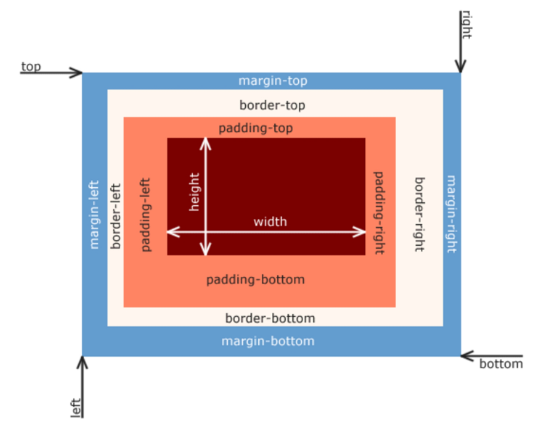 right
top
margin-top
border-top
padding-top
margin-left
border-left
padding-left
height
width
padding-right
border-right
margin-right
padding-bottom
border-bottom
margin-bottom
bottom
left